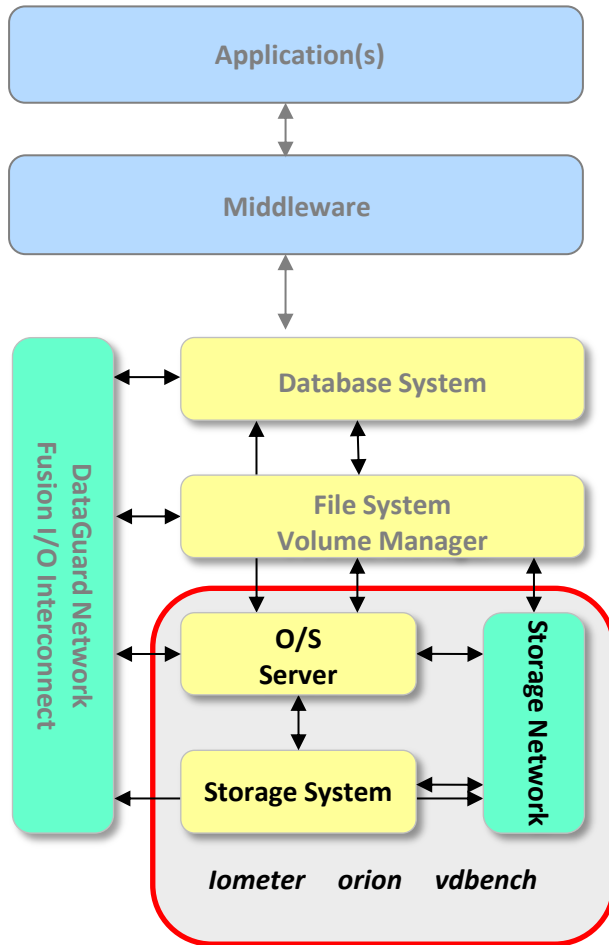 Application(s)
Middleware
Database System
DataGuard Network
Fusion I/O Interconnect
File System
Volume Manager
O/S
Server
Storage Network
Storage System
Iometer orion vdbench